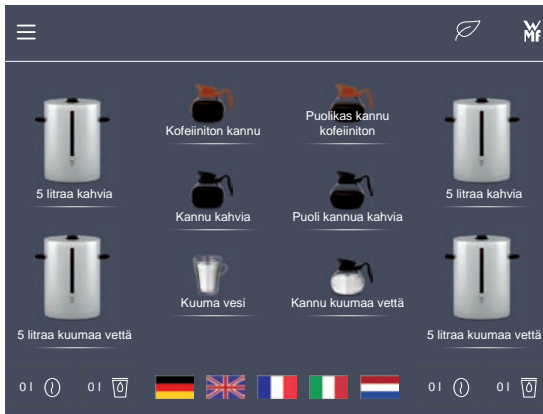 WMF
Kofeiiniton kannu
Puolikas kannu
kofeiiniton
5 litraa kahvia
5 litraa kahvia
Kannu kahvia
Puoli kannua kahvia
Kuuma vesi
Kannu kuumaa vettä
5 litraa kuumaa vettä
5 litraa kuumaa vettä
0 l
0 l
0 l
0 l